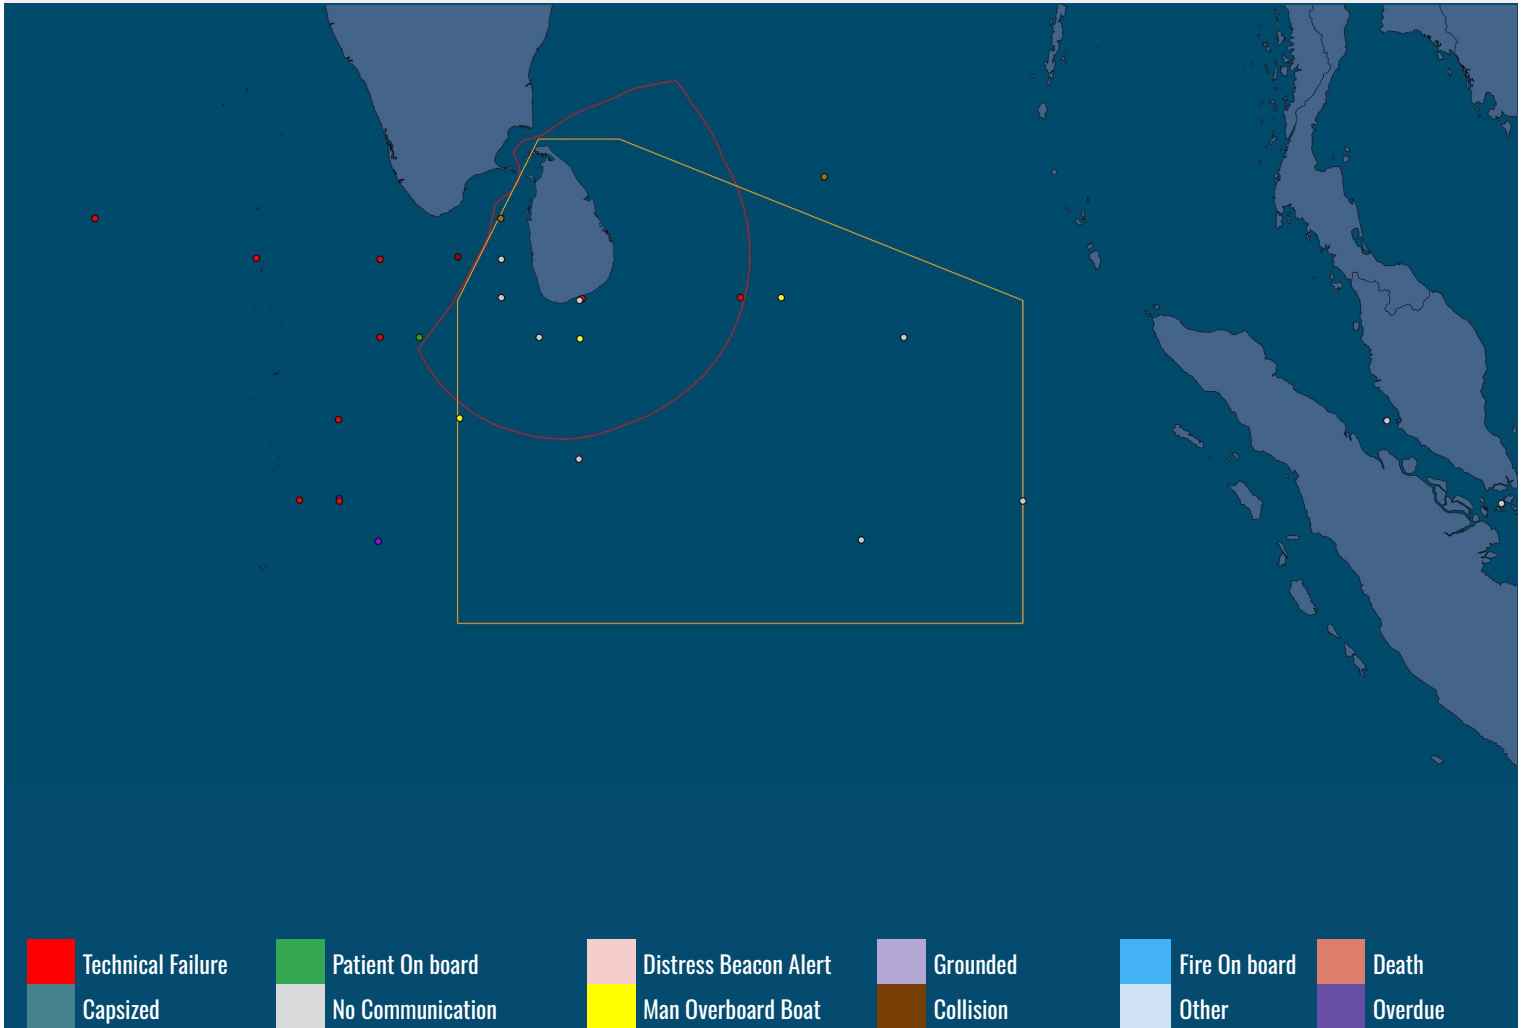 Technical Failure Patient On board Distress Beacon Alert Grounded Fire On board Death
Capsized No Communication Man Overboard Boat Collision Other Overdue